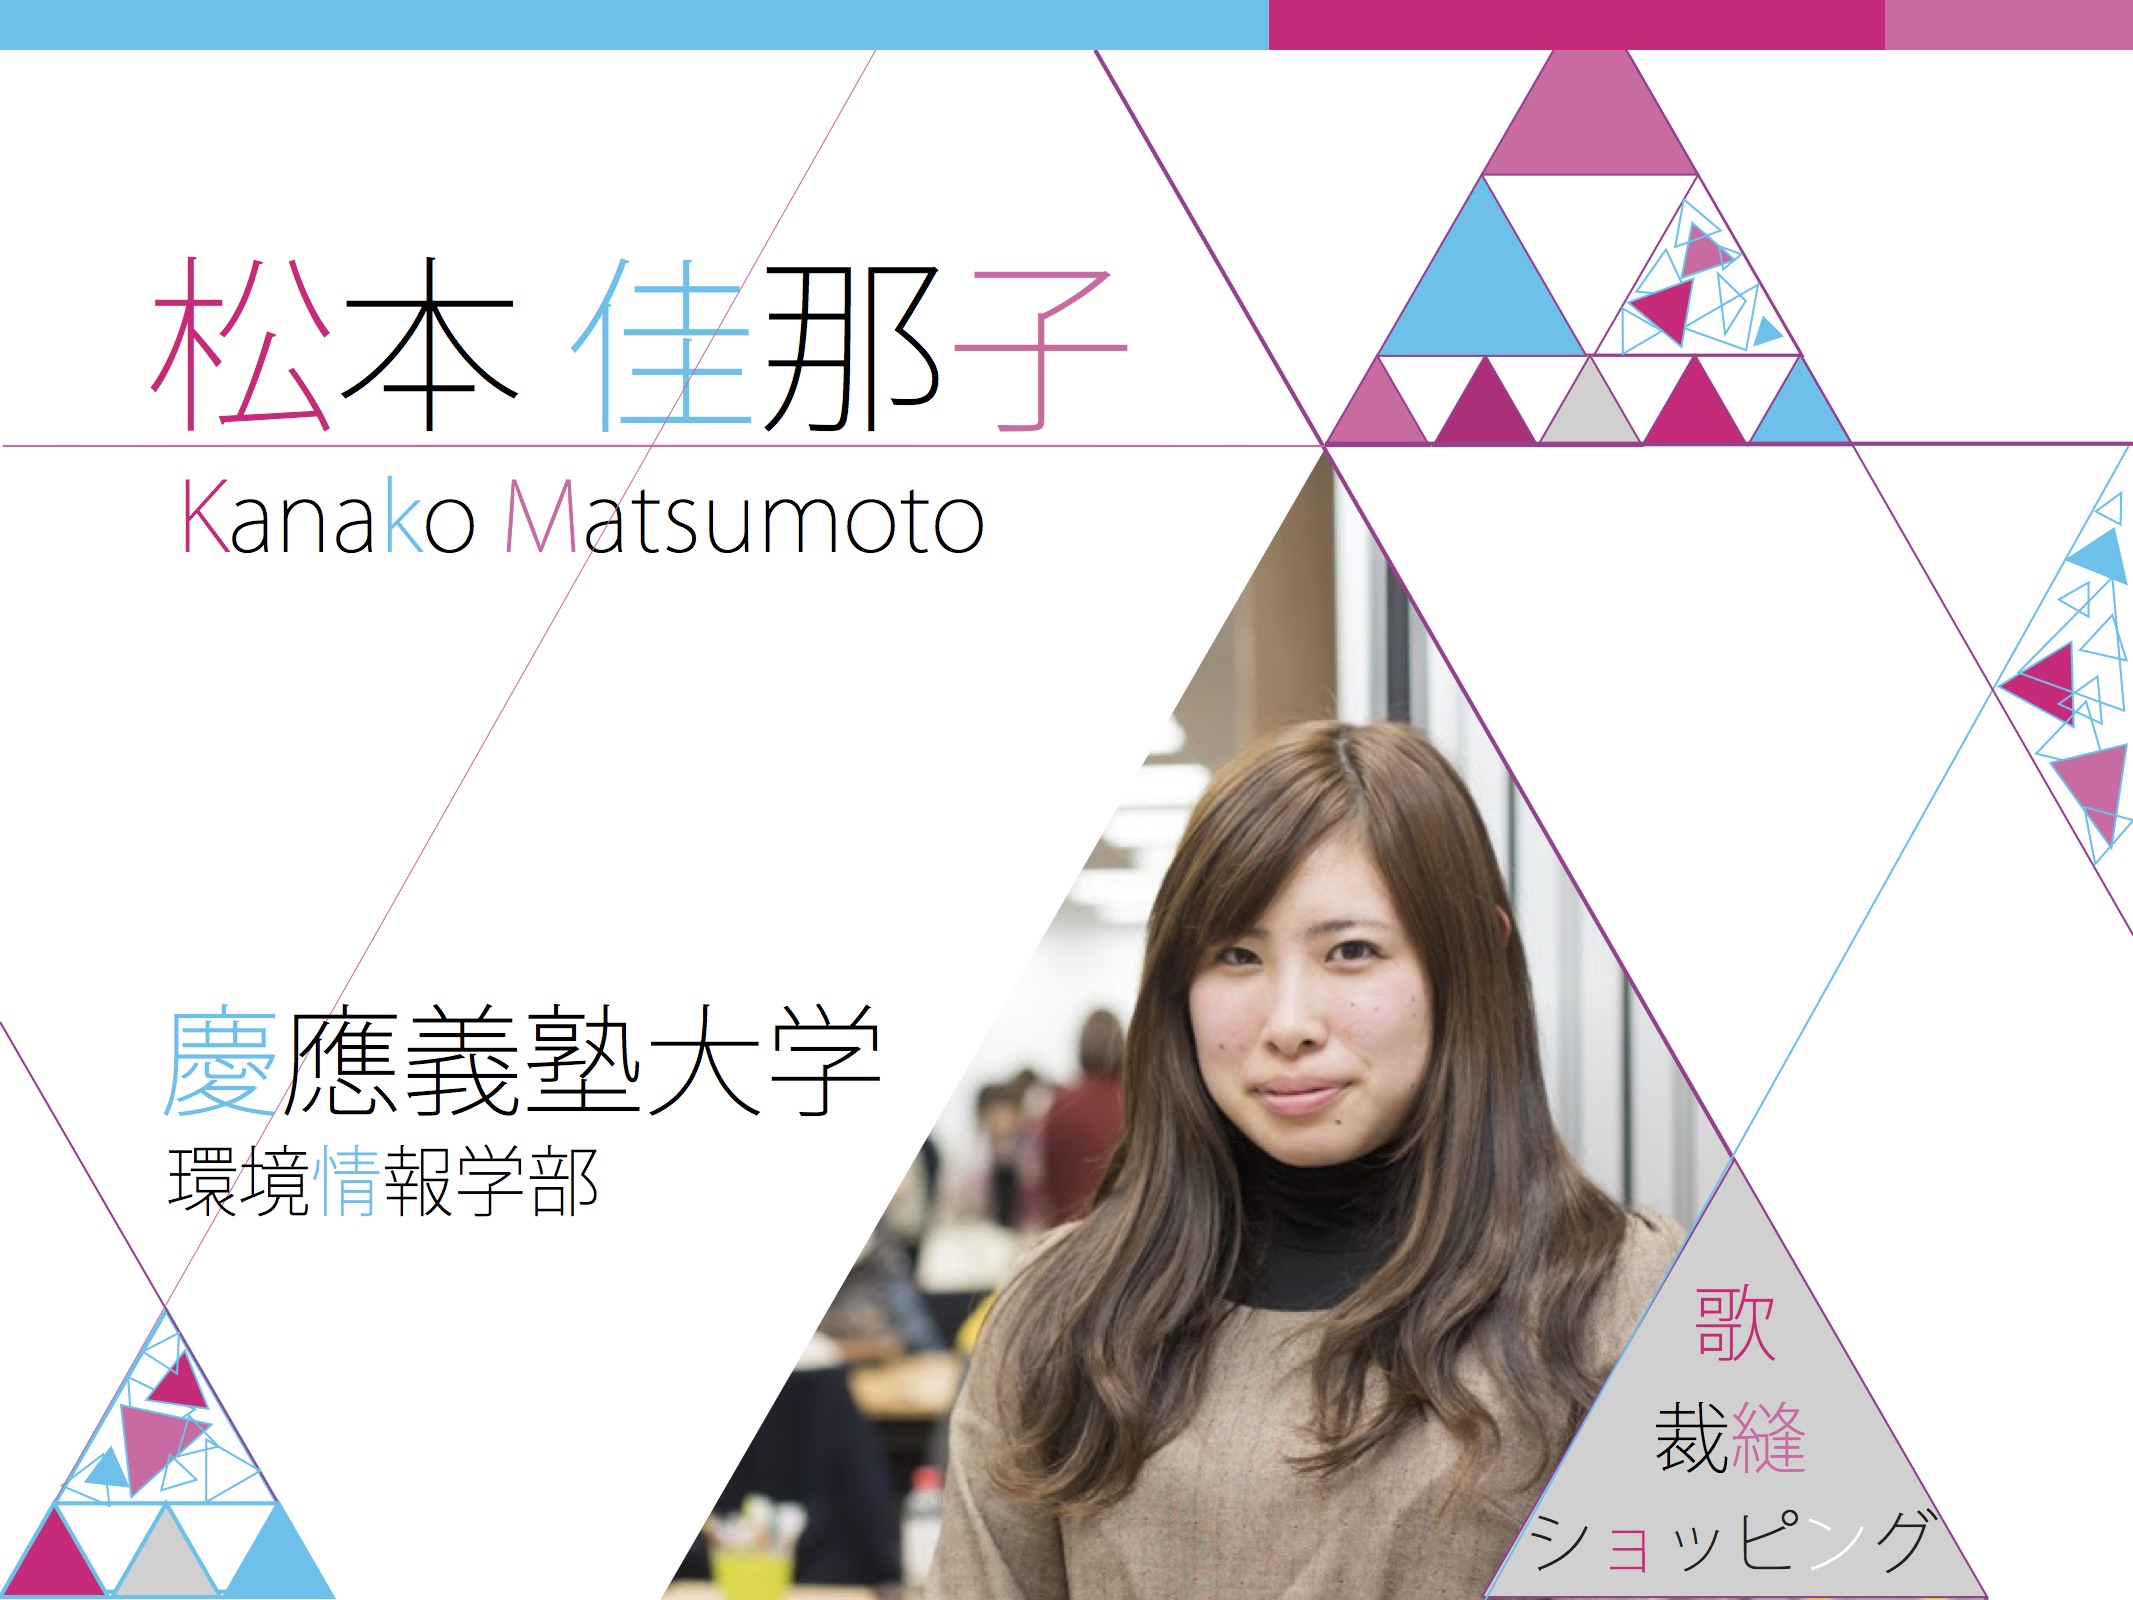 松本 佳那子
Kanako Matsumoto
慶應義塾大学
環境情報学部
歌
裁縫
ショッピング